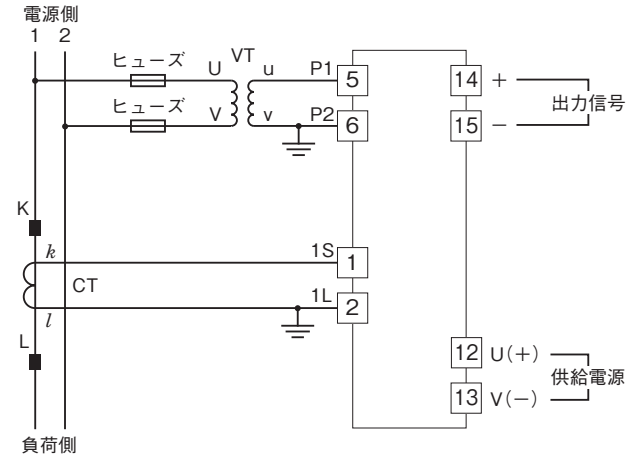 電源側
1 2
ヒューズ U VT u P1 5 14 +
出力信号
ヒューズ V v P2 6 15 −
K
k 1S 1
CT
l 1L 2
L
12 U(+)
供給電源
13 V(−)
負荷側